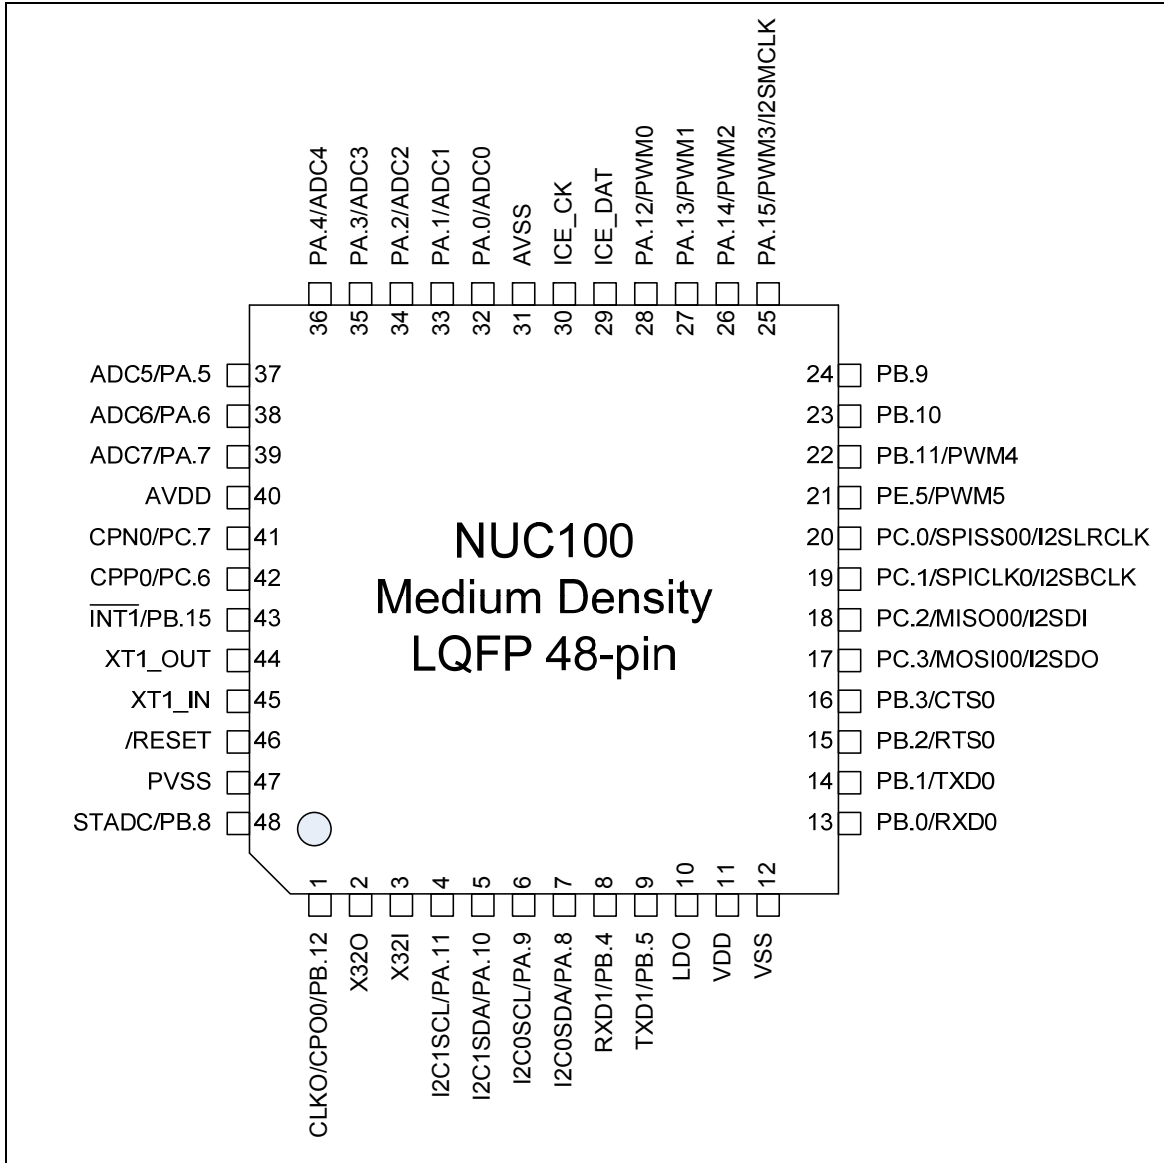 PA.4/ADC4
PA.3/ADC3
PA.2/ADC2
PA.1/ADC1
PA.0/ADC0
AVSS
ICE_CK
ICE_DAT
PA.12/PWM0
PA.13/PWM1
PA.14/PWM2
PA.15/PWM3/I2SMCLK
36
35
34
33
32
31
30
29
28
27
26
25
ADC5/PA.5 37
ADC6/PA.6 38
ADC7/PA.7 39
AVDD 40
CPN0/PC.7 41
CPP0/PC.6 42
INT1/PB.15 43
XT1_OUT 44
XT1_IN 45
/RESET 46
PVSS 47
STADC/PB.8 48
NUC100
Medium Density
LQFP 48-pin
24 PB.9
23 PB.10
22 PB.11/PWM4
21 PE.5/PWM5
20 PC.0/SPISS00/I2SLRCLK
19 PC.1/SPICLK0/I2SBCLK
18 PC.2/MISO00/I2SDI
17 PC.3/MOSI00/I2SDO
16 PB.3/CTS0
15 PB.2/RTS0
14 PB.1/TXD0
13 PB.0/RXD0
1
2
3
4
5
6
7
8
9
10
11
12
CLKO/CPO0/PB.12
X32O
X32I
I2C1SCL/PA.11
I2C1SDA/PA.10
I2C0SCL/PA.9
I2C0SDA/PA.8
RXD1/PB.4
TXD1/PB.5
LDO
VDD
VSS